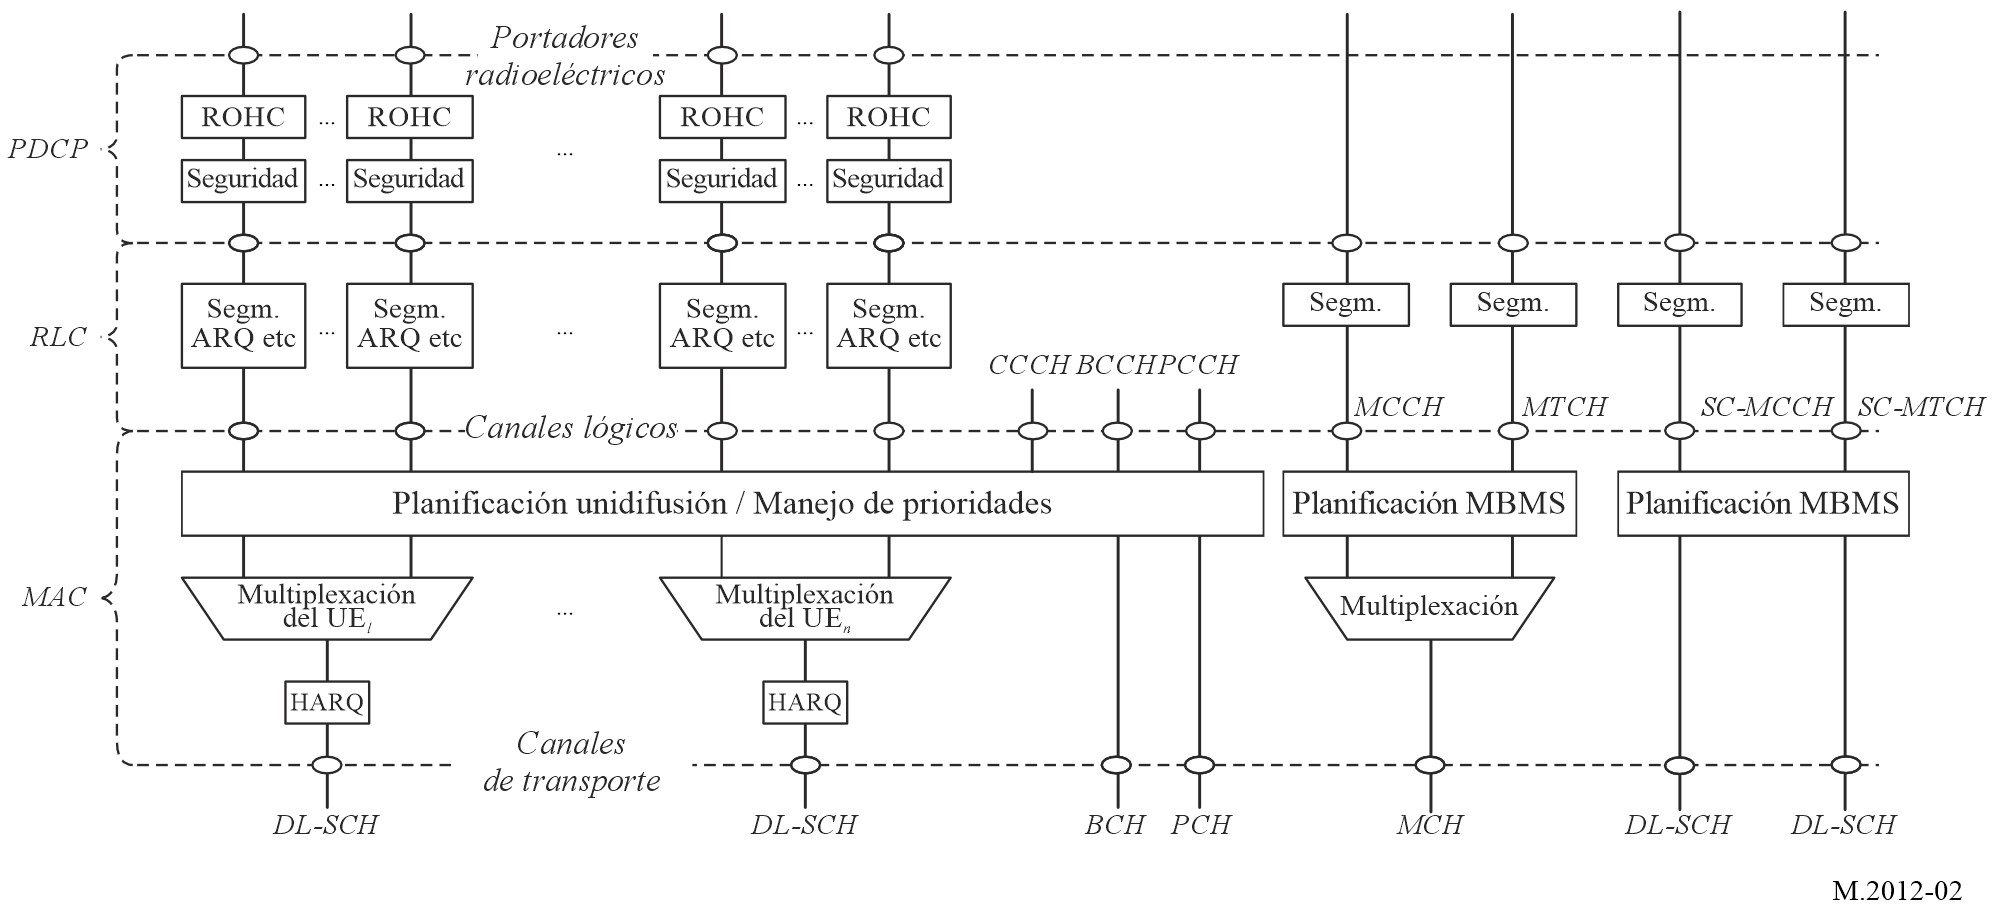 Portadores
radioeléctricos
PDCP
ROHC ... ROHC ROHC ... ROHC
...
Seguridad ... Seguridad Seguridad ... Seguridad
RLC
Segm.
ARQ etc
...
Segm.
ARQ etc
...
Segm.
ARQ etc
...
Segm.
ARQ etc
Segm. Segm. Segm. Segm.
CCCH BCCH PCCH
MCCH MTCH SC-MCCH SC-MTCH
Canales lógicos
MAC
Planificación unidifusión / Manejo de prioridades
Planificación MBMS
Planificación MBMS
Multiplexación
del UE1
...
Multiplexación
del UEn
Multiplexación
HARQ HARQ
Canales
de transporte
DL-SCH DL-SCH BCH PCH MCH DL-SCH DL-SCH
M.2012-02